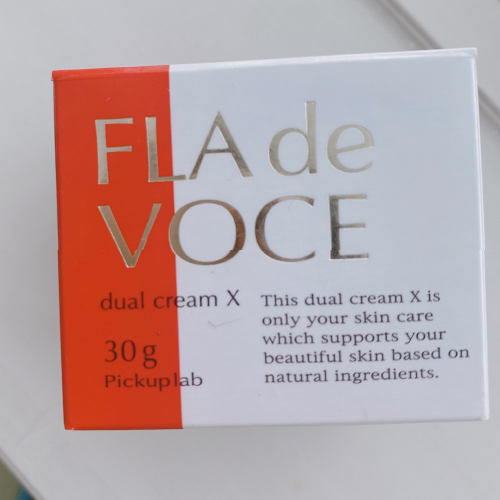 FLA de
VOCE
dual cream X
30g
Pickuplab
This dual cream X is
only your skin care
which supports your
beautiful skin based on
natural ingredients.